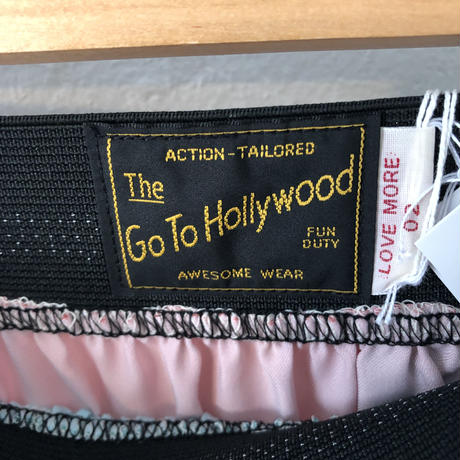 ACTION-TAILORED
The
Go To Hollywood
FUN
DUTY
AWESOME WEAR
LOVE MORE
02